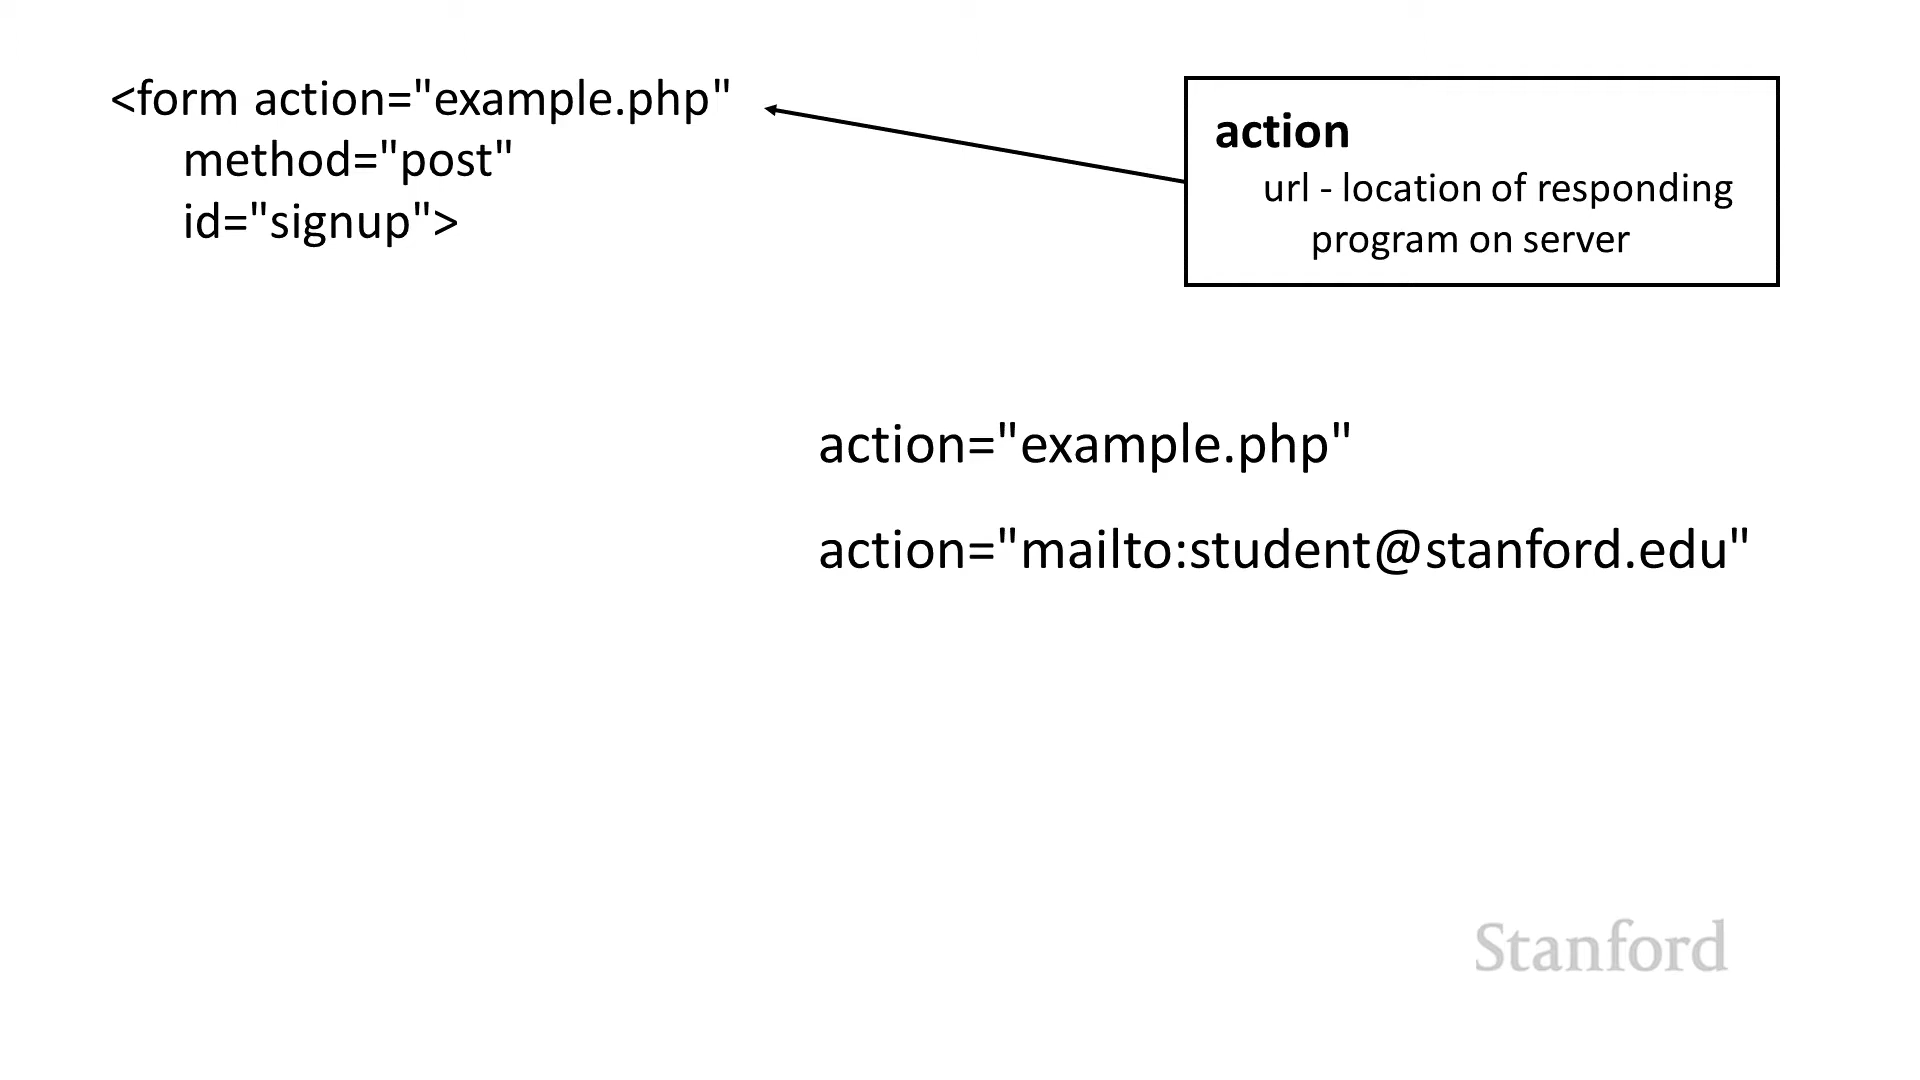 <form action="example.php"
method="post"
id="signup">
action
url - location of responding
program on server
action="example.php"
action="mailto:student@stanford.edu"
Stanford